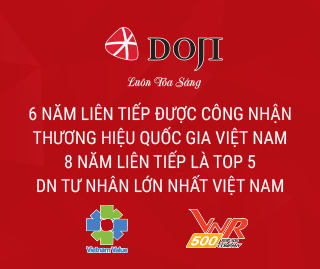 DOJI
Luôn Tỏa Sáng
6 NĂM LIÊN TIẾP ĐƯỢC CÔNG NHẬN
THƯƠNG HIỆU QUỐC GIA VIỆT NAM
8 NĂM LIÊN TIẾP LÀ TOP 5
DN TƯ NHÂN LỚN NHẤT VIỆT NAM
Vietnam Value
VNR
500